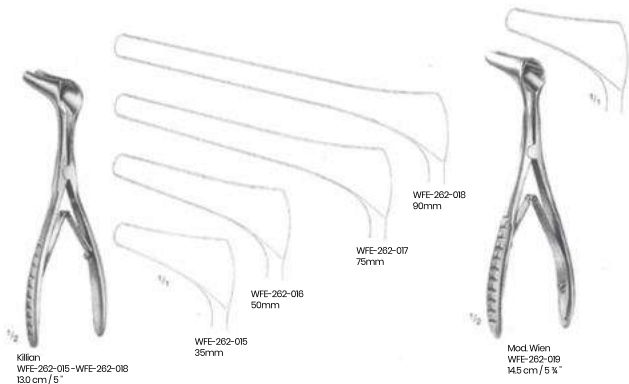 1/1
WFE-262-018
90mm
WFE-262-017
75mm
WFE-262-016
50mm
1/1
WFE-262-015
35mm
1/2
Killian
WFE-262-015 -WFE-262-018
13.0 cm / 5 "
1/2
Mod. Wien
WFE-262-019
14.5 cm / 5 ¾ "